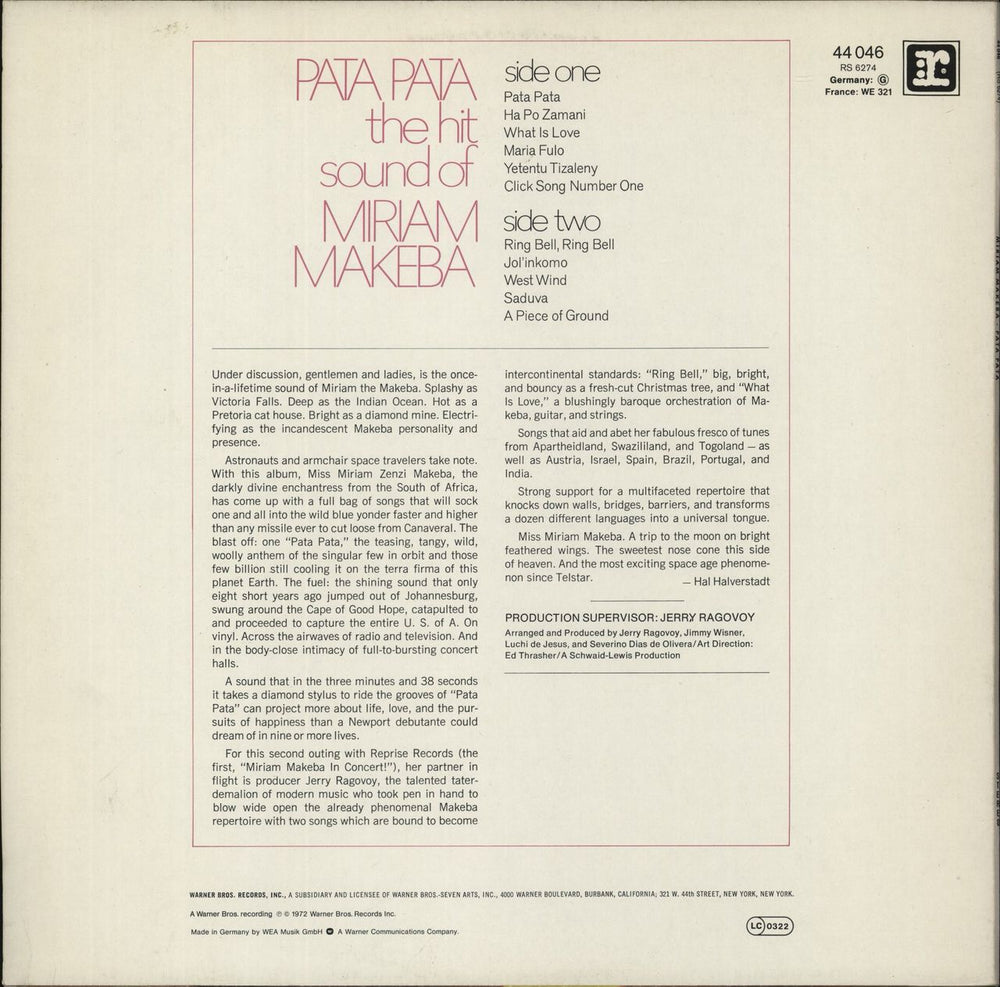 PATA PATA
the hit
sound of
MIRIAM
MAKEBA
side one
Pata Pata
Ha Po Zamani
What Is Love
Maria Fulo
Yetentu Tizaleny
Click Song Number One
side two
Ring Bell, Ring Bell
Jol'inkomo
West Wind
Saduva
A Piece of Ground
44 046
RS 6274
Germany: Ⓖ
France: WE 321
r
Under discussion, gentlemen and ladies, is the once-
in-a-lifetime sound of Miriam the Makeba. Splashy as
Victoria Falls. Deep as the Indian Ocean. Hot as a
Pretoria cat house. Bright as a diamond mine. Electri-
fying as the incandescent Makeba personality and
presence.
Astronauts and armchair space travelers take note.
With this album, Miss Miriam Zenzi Makeba, the
darkly divine enchantress from the South of Africa,
has come up with a full bag of songs that will sock
one and all into the wild blue yonder faster and higher
than any missile ever to cut loose from Canaveral. The
blast off: one “Pata Pata,” the teasing, tangy, wild,
woolly anthem of the singular few in orbit and those
few billion still cooling it on the terra firma of this
planet Earth. The fuel: the shining sound that only
eight short years ago jumped out of Johannesburg,
swung around the Cape of Good Hope, catapulted to
and proceeded to capture the entire U. S. of A. On
vinyl. Across the airwaves of radio and television. And
in the body-close intimacy of full-to-bursting concert
halls.
A sound that in the three minutes and 38 seconds
it takes a diamond stylus to ride the grooves of “Pata
Pata” can project more about life, love, and the pur-
suits of happiness than a Newport debutante could
dream of in nine or more lives.
For this second outing with Reprise Records (the
first, “Miriam Makeba In Concert!”), her partner in
flight is producer Jerry Ragovoy, the talented tater-
demalion of modern music who took pen in hand to
blow wide open the already phenomenal Makeba
repertoire with two songs which are bound to become
intercontinental standards: “Ring Bell,” big, bright,
and bouncy as a fresh-cut Christmas tree, and “What
Is Love,” a blushingly baroque orchestration of Ma-
keba, guitar, and strings.
Songs that aid and abet her fabulous fresco of tunes
from Apartheidland, Swaziliand, and Togoland — as
well as Austria, Israel, Spain, Brazil, Portugal, and
India.
Strong support for a multifaceted repertoire that
knocks down walls, bridges, barriers, and transforms
a dozen different languages into a universal tongue.
Miss Miriam Makeba. A trip to the moon on bright
feathered wings. The sweetest nose cone this side
of heaven. And the most exciting space age phenome-
non since Telstar.
— Hal Halverstadt
PRODUCTION SUPERVISOR: JERRY RAGOVOY
Arranged and Produced by Jerry Ragovoy, Jimmy Wisner,
Luchi de Jesus, and Severino Dias de Olivera/Art Direction:
Ed Thrasher/A Schwaid-Lewis Production
WARNER BROS. RECORDS, INC., A SUBSIDIARY AND LICENSEE OF WARNER BROS.-SEVEN ARTS, INC., 4000 WARNER BOULEVARD, BURBANK, CALIFORNIA; 321 W. 44th STREET, NEW YORK, NEW YORK.
A Warner Bros. recording ℗ © 1972 Warner Bros. Records Inc.
Made in Germany by WEA Musik GmbH A Warner Communications Company.
LC 0322